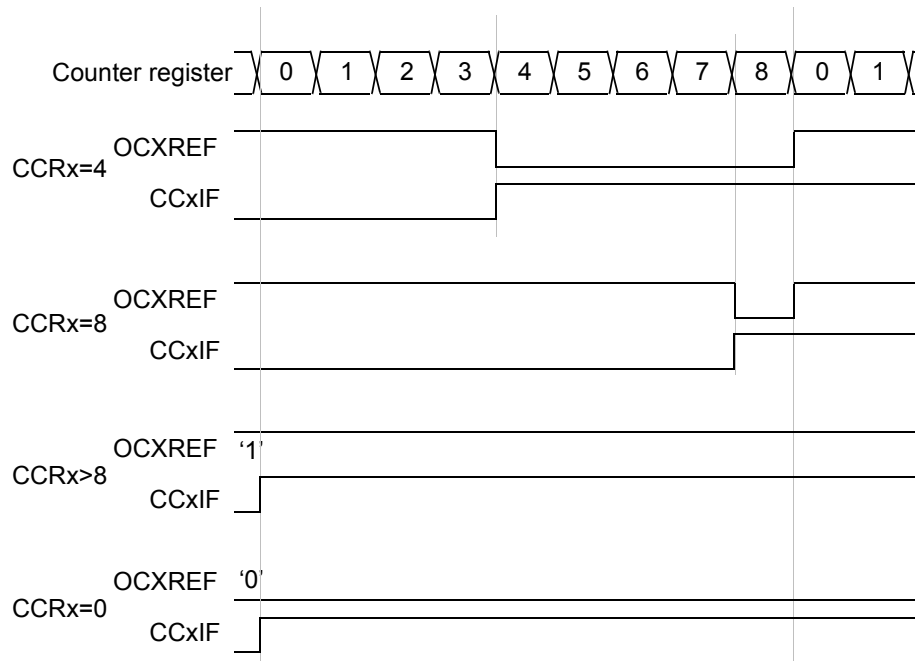 Counter register 0 1 2 3 4 5 6 7 8 0 1
OCXREF
CCRx=4
CCxIF
OCXREF
CCRx=8
CCxIF
OCXREF ‘1’
CCRx>8
CCxIF
OCXREF ‘0’
CCRx=0
CCxIF